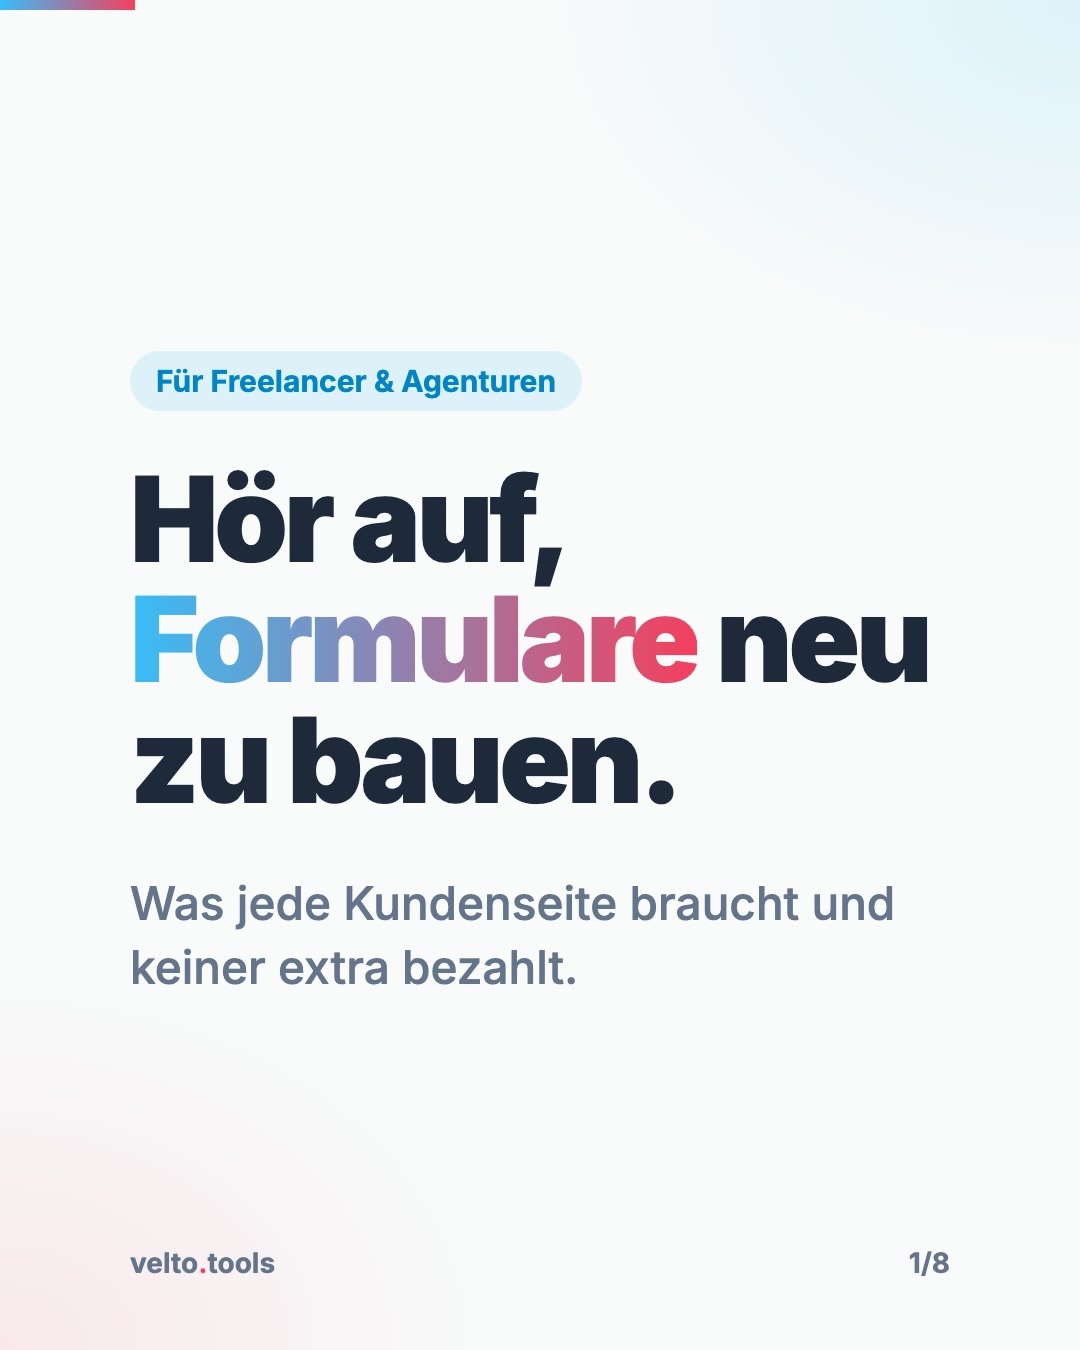 Für Freelancer & Agenturen
Hör auf,
Formulare neu
zu bauen.
Was jede Kundenseite braucht und
keiner extra bezahlt.
velto.tools
1/8